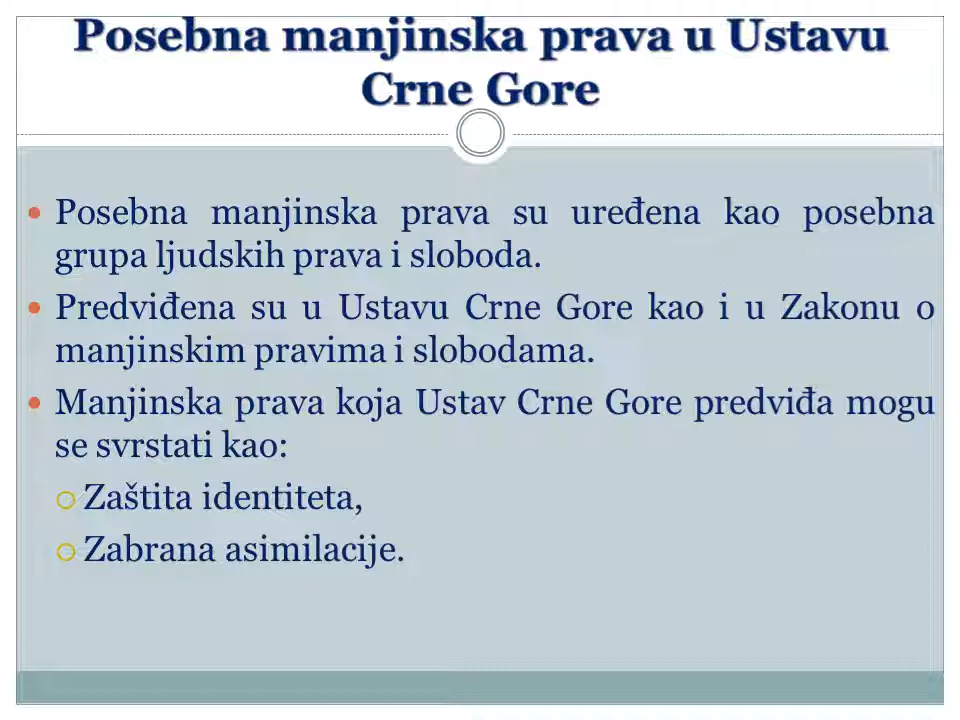 Posebna manjinska prava u Ustavu
Crne Gore
Posebna manjinska prava su uređena kao posebna
grupa ljudskih prava i sloboda.
Predviđena su u Ustavu Crne Gore kao i u Zakonu o
manjinskim pravima i slobodama.
Manjinska prava koja Ustav Crne Gore predviđa mogu
se svrstati kao:
Zaštita identiteta,
Zabrana asimilacije.